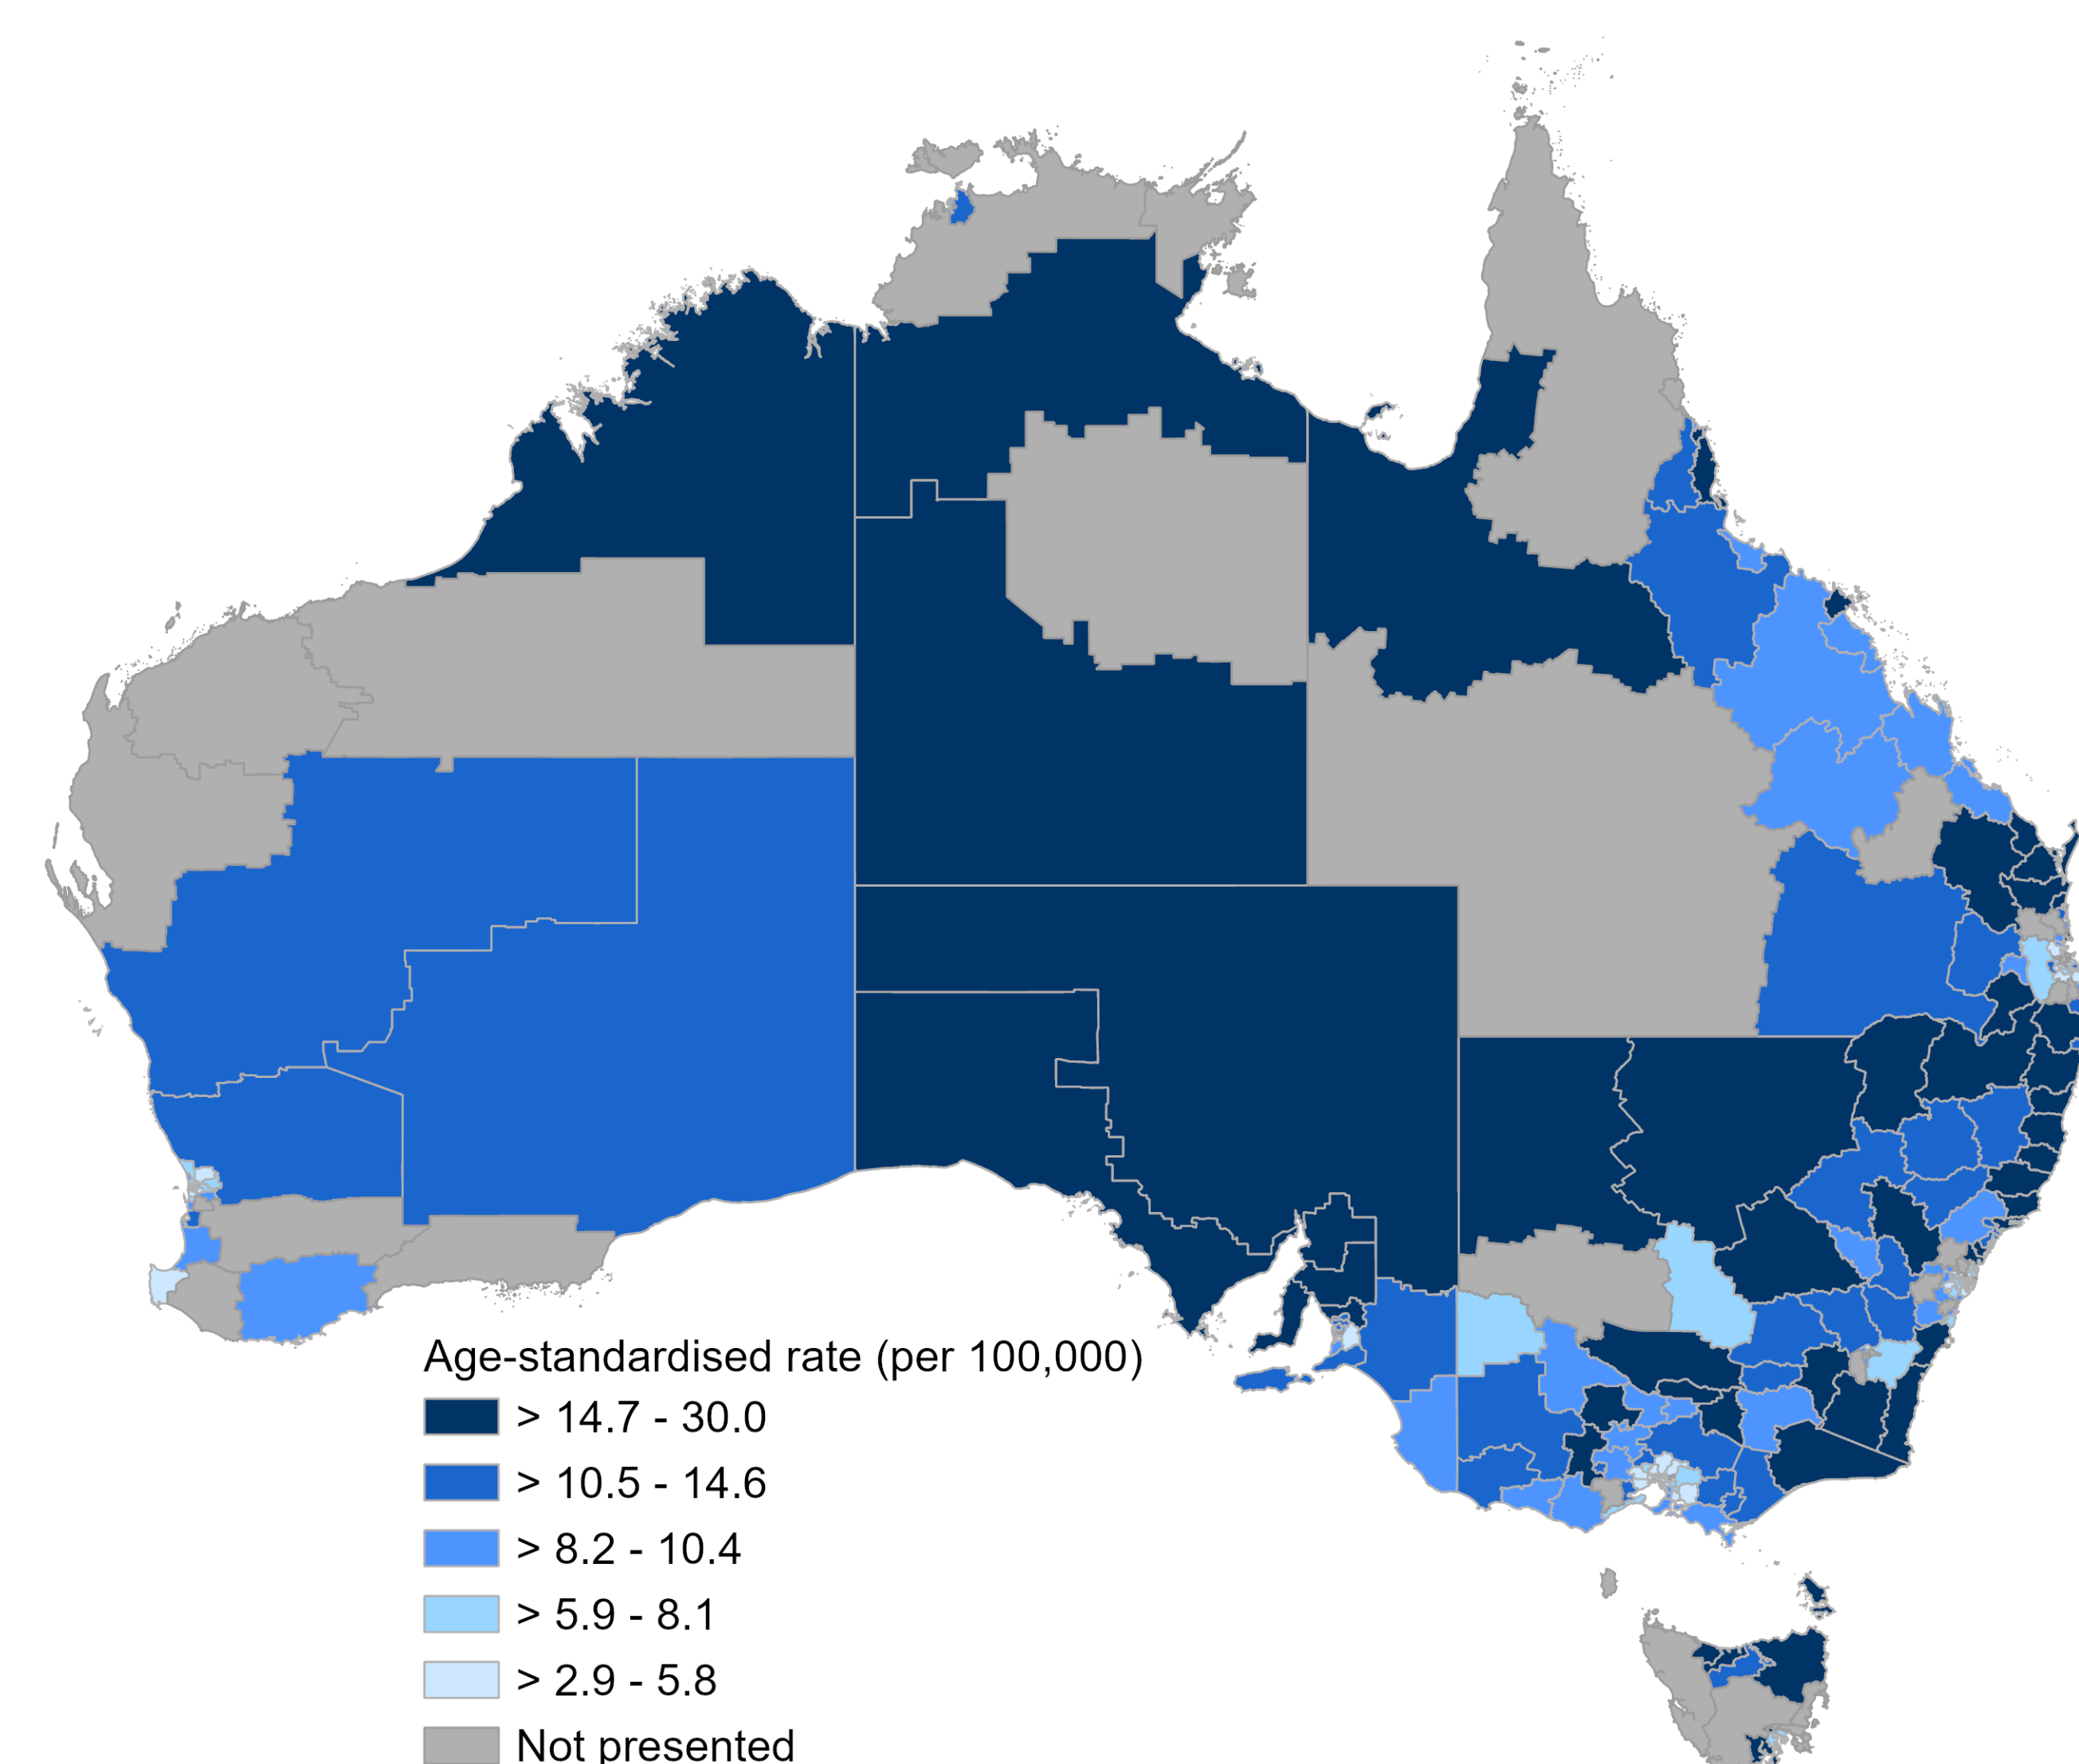 Age-standardised rate (per 100,000)
> 14.7 - 30.0
> 10.5 - 14.6
> 8.2 - 10.4
> 5.9 - 8.1
> 2.9 - 5.8
Not presented